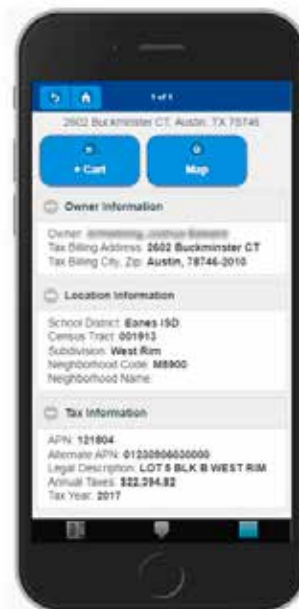 1 of 1
2602 Buckminster CT, Austin, TX 78746
+ Cart
Map
Owner Information
Owner:
Tax Billing Address: 2602 Buckminster CT
Tax Billing City, Zip: Austin, 78746-2010
Location Information
School District: Eanes ISD
Census Tract: 001913
Subdivision: West Rim
Neighborhood Code: M8900
Neighborhood Name:
Tax Information
APN: 121804
Alternate APN: 01230906030000
Legal Description: LOT 5 BLK B WEST RIM
Annual Taxes: $22,394.82
Tax Year: 2017